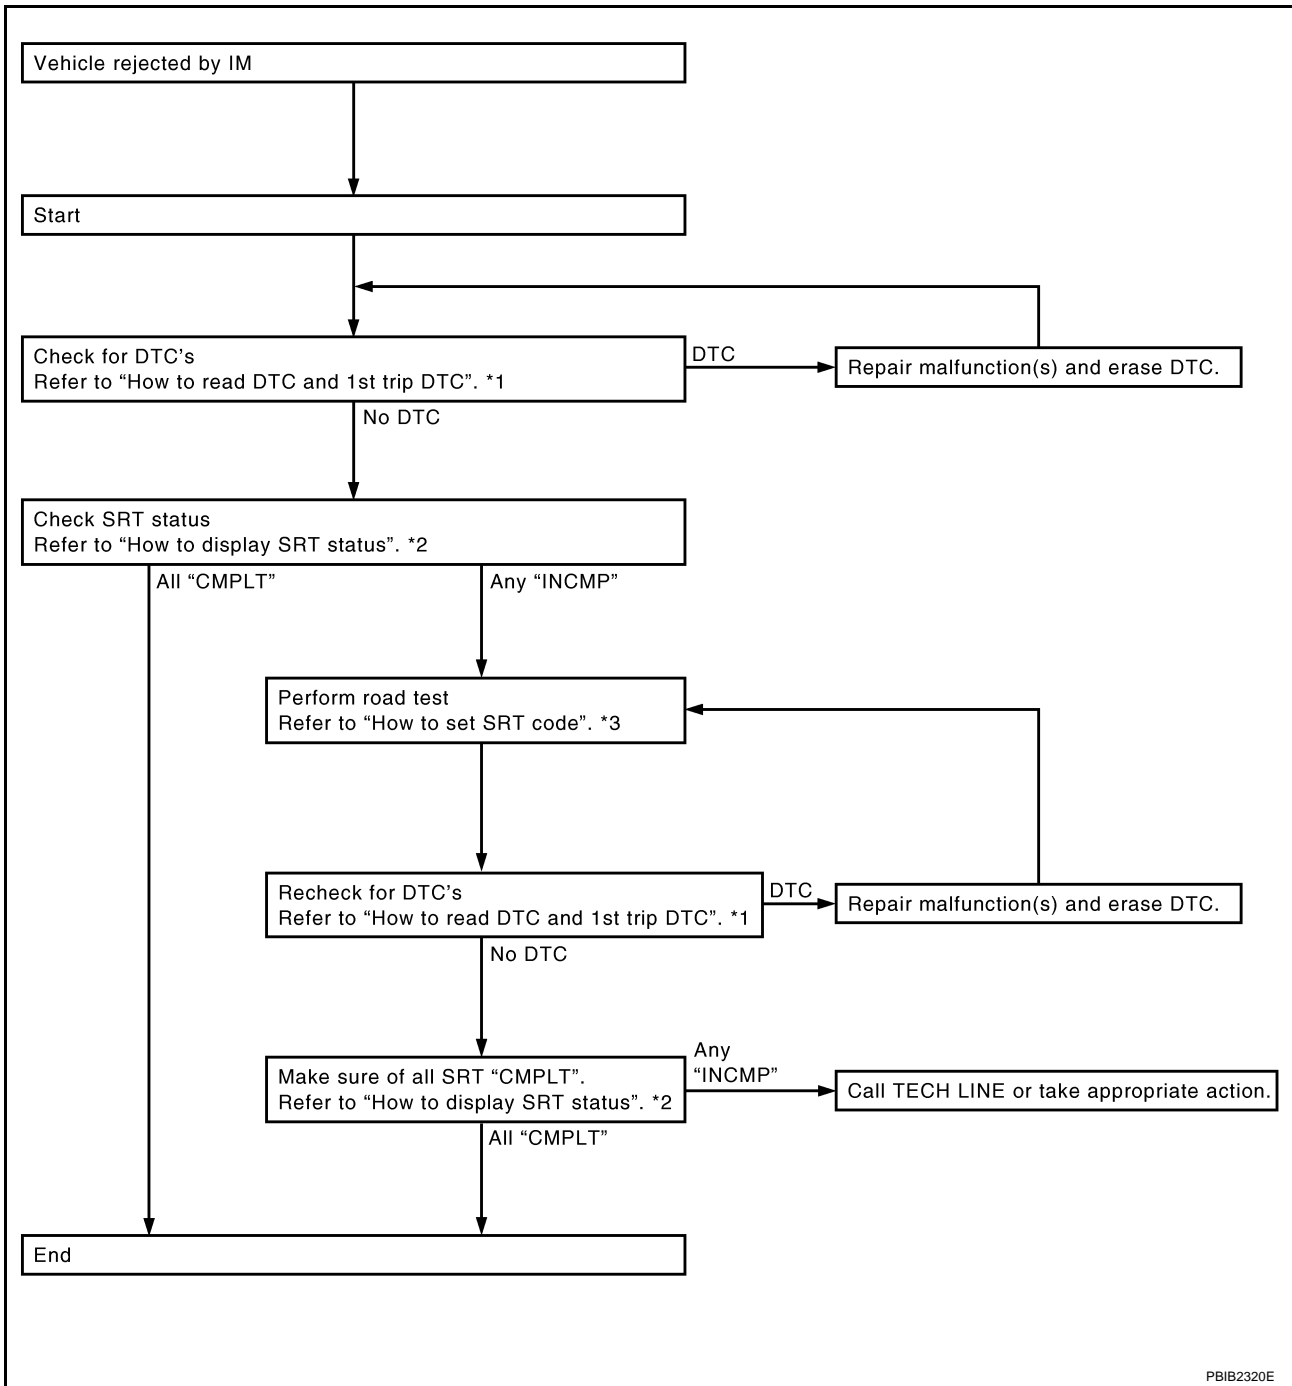 Vehicle rejected by IM
Start
Check for DTC's
Refer to “How to read DTC and 1st trip DTC”. *1
DTC
Repair malfunction(s) and erase DTC.
No DTC
Check SRT status
Refer to “How to display SRT status”. *2
All “CMPLT”
Any “INCMP”
Perform road test
Refer to “How to set SRT code”. *3
Recheck for DTC's
Refer to “How to read DTC and 1st trip DTC”. *1
DTC
Repair malfunction(s) and erase DTC.
No DTC
Make sure of all SRT “CMPLT”.
Refer to “How to display SRT status”. *2
Any
“INCMP”
Call TECH LINE or take appropriate action.
All “CMPLT”
End
PBIB2320E